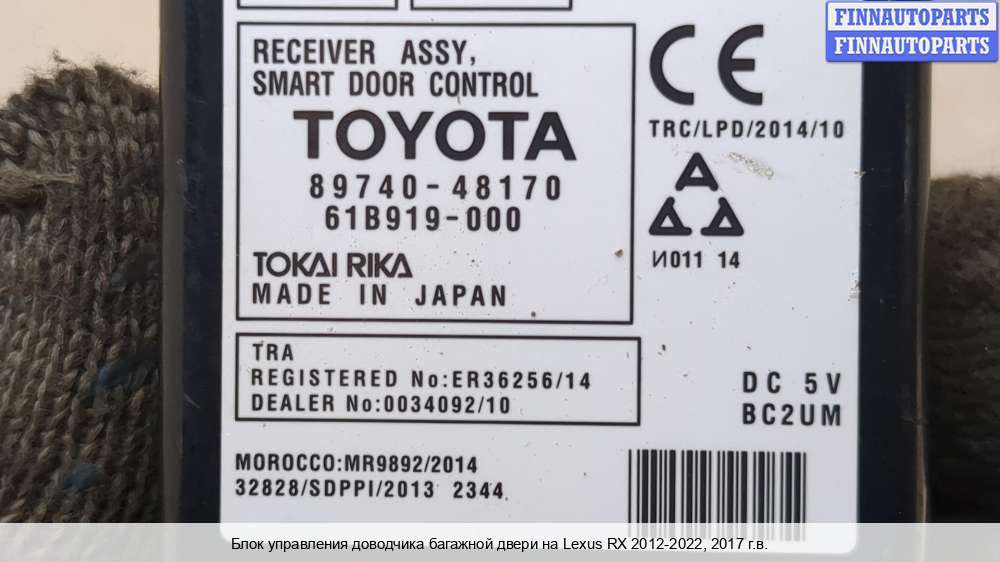 FINNAUTOPARTS
FINNAUTOPARTS
RECEIVER ASSY,
SMART DOOR CONTROL
TOYOTA
89740-48170
61B919-000
TOKAI RIKA
MADE IN JAPAN
CE
TRC/LPD/2014/10
И011 14
TRA
REGISTERED No:ER36256/14
DEALER No:0034092/10
DC 5V
BC2UM
MOROCCO:MR9892/2014
32828/SDPPI/2013 2344
Блок управления доводчика багажной двери на Lexus RX 2012-2022, 2017 г.в.